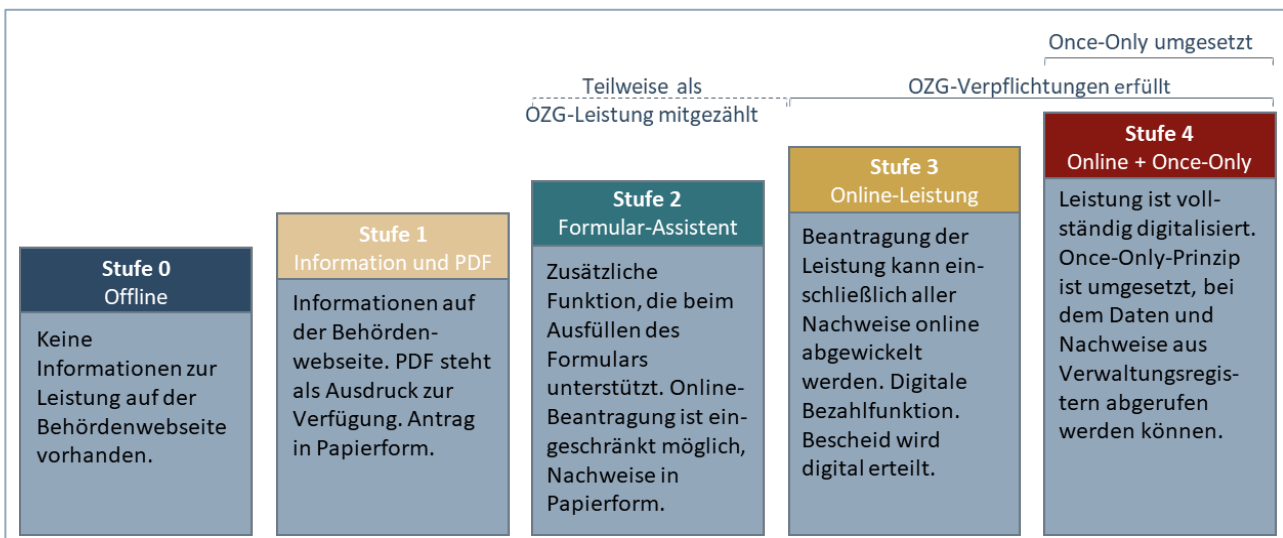 Once-Only umgesetzt
Teilweise als
OZG-Leistung mitgezählt
OZG-Verpflichtungen erfüllt
Stufe 0
Offline
Keine
Informationen zur
Leistung auf der
Behördenwebseite
vorhanden.
Stufe 1
Information und PDF
Informationen auf
der Behörden-
webseite. PDF steht
als Ausdruck zur
Verfügung. Antrag
in Papierform.
Stufe 2
Formular-Assistent
Zusätzliche
Funktion, die beim
Ausfüllen des
Formulars
unterstützt. Online-
Beantragung ist ein-
geschränkt möglich,
Nachweise in
Papierform.
Stufe 3
Online-Leistung
Beantragung der
Leistung kann ein-
schließlich aller
Nachweise online
abgewickelt
werden. Digitale
Bezahlfunktion.
Bescheid wird
digital erteilt.
Stufe 4
Online + Once-Only
Leistung ist voll-
ständig digitalisiert.
Once-Only-Prinzip
ist umgesetzt, bei
dem Daten und
Nachweise aus
Verwaltungsregis-
tern abgerufen
werden können.